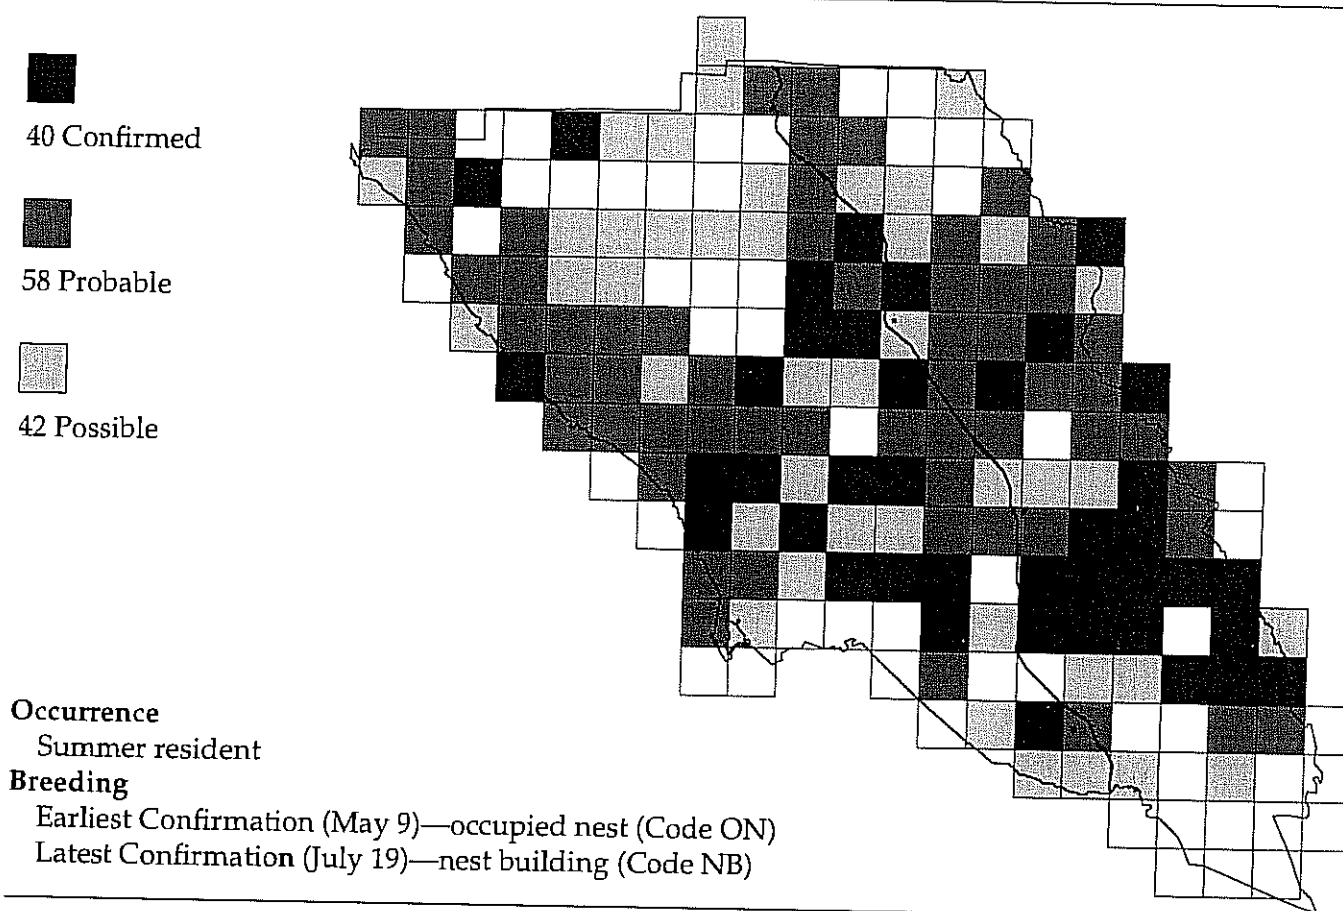 40 Confirmed
58 Probable
42 Possible
Occurrence
Summer resident
Breeding
Earliest Confirmation (May 9)—occupied nest (Code ON)
Latest Confirmation (July 19)—nest building (Code NB)